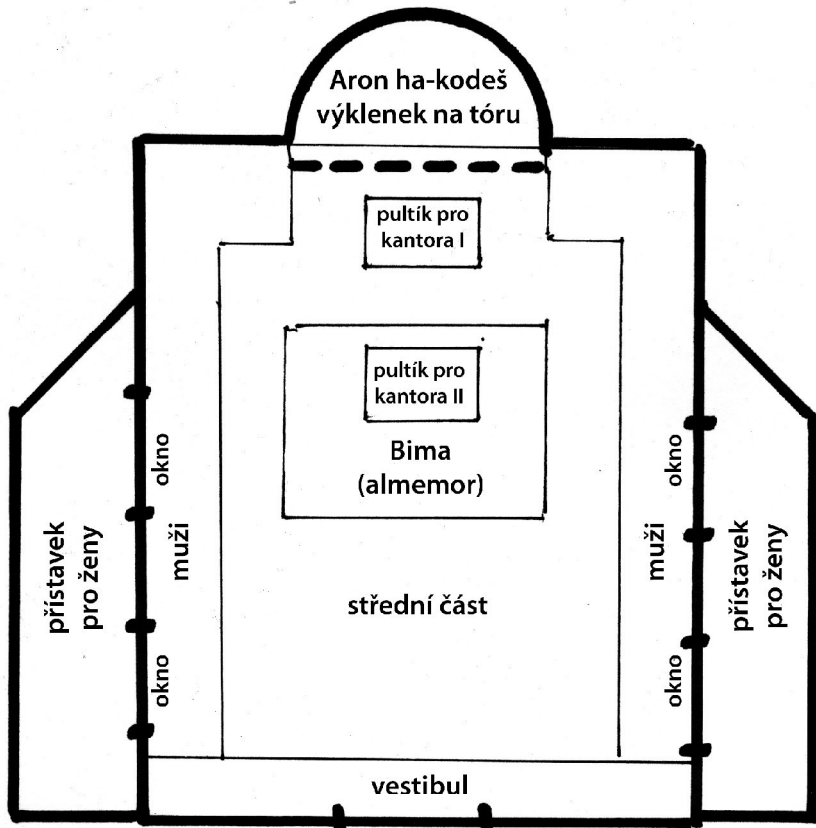 Aron ha-kodeš
výklenek na tóru
pultík pro
kantora I
pultík pro
kantora II
Bima
(almemor)
okno
okno
muži
muži
přístavek
pro ženy
přístavek
pro ženy
střední část
okno
okno
vestibul